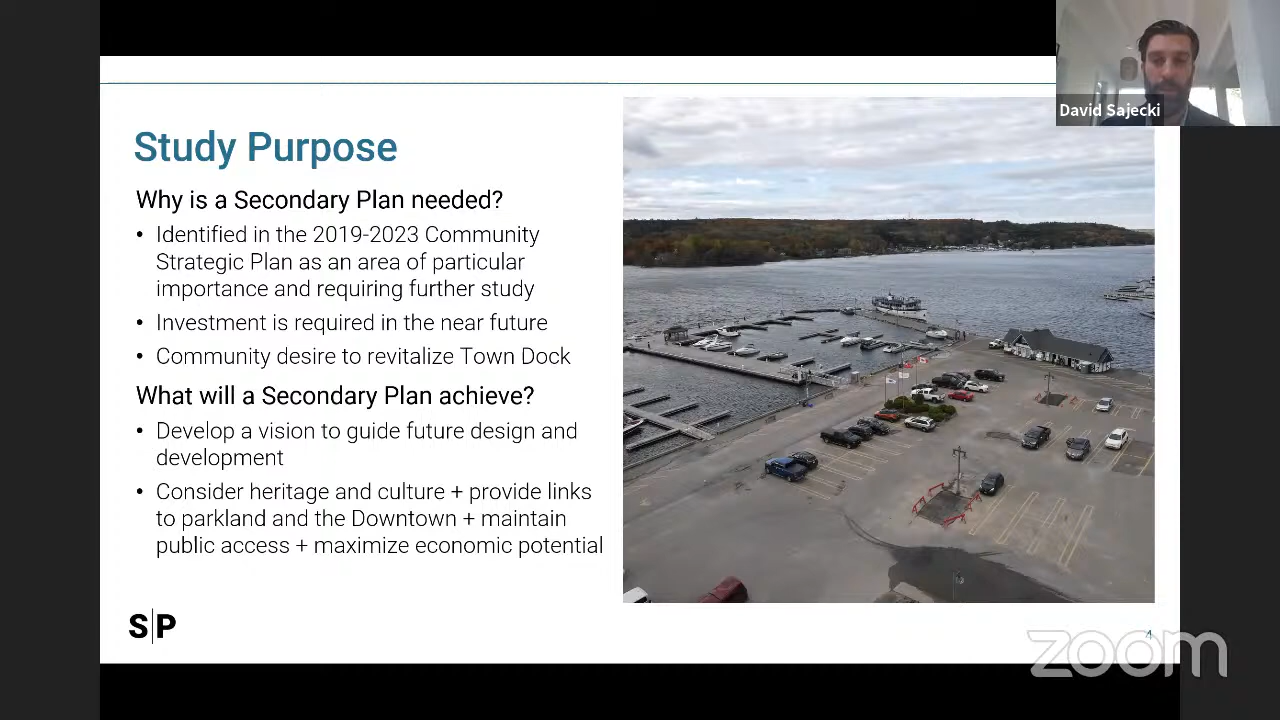 David Sajecki
Study Purpose
Why is a Secondary Plan needed?
• Identified in the 2019-2023 Community
Strategic Plan as an area of particular
importance and requiring further study
• Investment is required in the near future
• Community desire to revitalize Town Dock
What will a Secondary Plan achieve?
• Develop a vision to guide future design and
development
• Consider heritage and culture + provide links
to parkland and the Downtown + maintain
public access + maximize economic potential
S|P
4
zoom